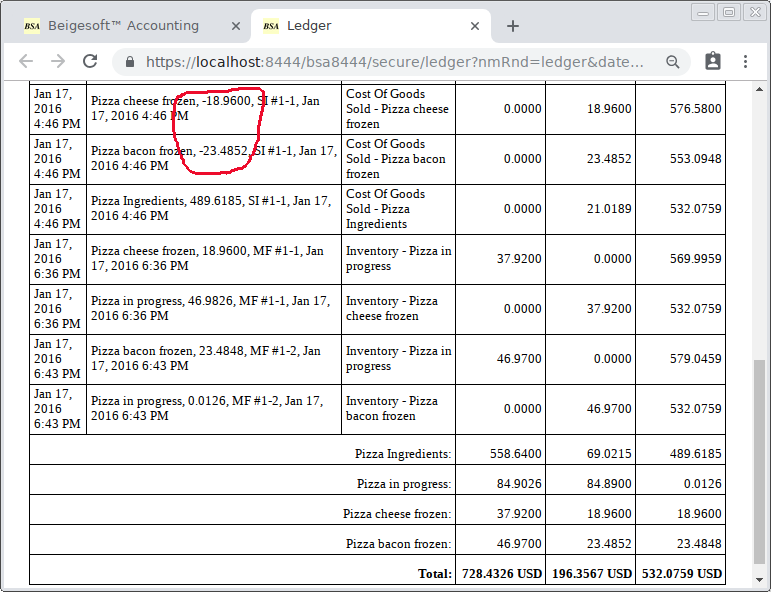 BSA Beigesoft™ Accounting
BSA Ledger
https://localhost:8444/bsa8444/secure/ledger?nmRnd=ledger&date...
Jan 17, 2016 4:46 PM Pizza cheese frozen, -18.9600, SI #1-1, Jan 17, 2016 4:46 PM Cost Of Goods Sold - Pizza cheese frozen 0.0000 18.9600 576.5800
Jan 17, 2016 4:46 PM Pizza bacon frozen, -23.4852, SI #1-1, Jan 17, 2016 4:46 PM Cost Of Goods Sold - Pizza bacon frozen 0.0000 23.4852 553.0948
Jan 17, 2016 4:46 PM Pizza Ingredients, 489.6185, SI #1-1, Jan 17, 2016 4:46 PM Cost Of Goods Sold - Pizza Ingredients 0.0000 21.0189 532.0759
Jan 17, 2016 6:36 PM Pizza cheese frozen, 18.9600, MF #1-1, Jan 17, 2016 6:36 PM Inventory - Pizza in progress 37.9200 0.0000 569.9959
Jan 17, 2016 6:36 PM Pizza in progress, 46.9826, MF #1-1, Jan 17, 2016 6:36 PM Inventory - Pizza cheese frozen 0.0000 37.9200 532.0759
Jan 17, 2016 6:43 PM Pizza bacon frozen, 23.4848, MF #1-2, Jan 17, 2016 6:43 PM Inventory - Pizza in progress 46.9700 0.0000 579.0459
Jan 17, 2016 6:43 PM Pizza in progress, 0.0126, MF #1-2, Jan 17, 2016 6:43 PM Inventory - Pizza bacon frozen 0.0000 46.9700 532.0759
Pizza Ingredients: 558.6400 69.0215 489.6185
Pizza in progress: 84.9026 84.8900 0.0126
Pizza cheese frozen: 37.9200 18.9600 18.9600
Pizza bacon frozen: 46.9700 23.4852 23.4848
Total: 728.4326 USD 196.3567 USD 532.0759 USD